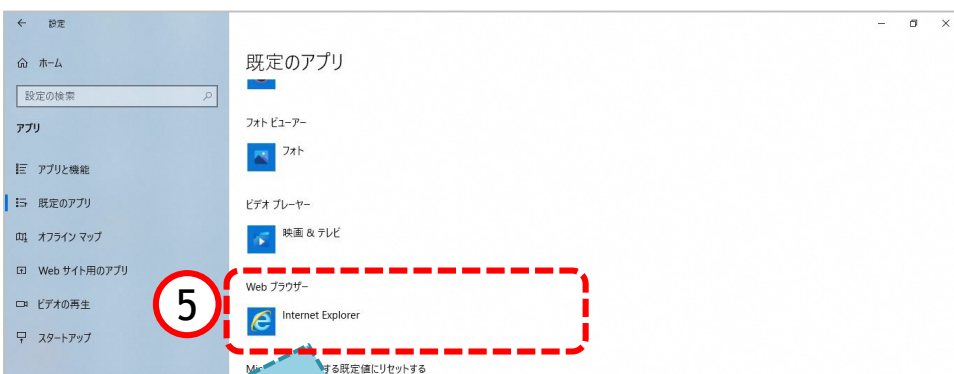 設定
ホーム
設定の検索
アプリ
アプリと機能
既定のアプリ
オフライン マップ
Web サイト用のアプリ
ビデオの再生
スタートアップ
既定のアプリ
フォト ビューアー
フォト
ビデオ プレーヤー
映画 & テレビ
5
Web ブラウザー
Internet Explorer
する既定値にリセットする